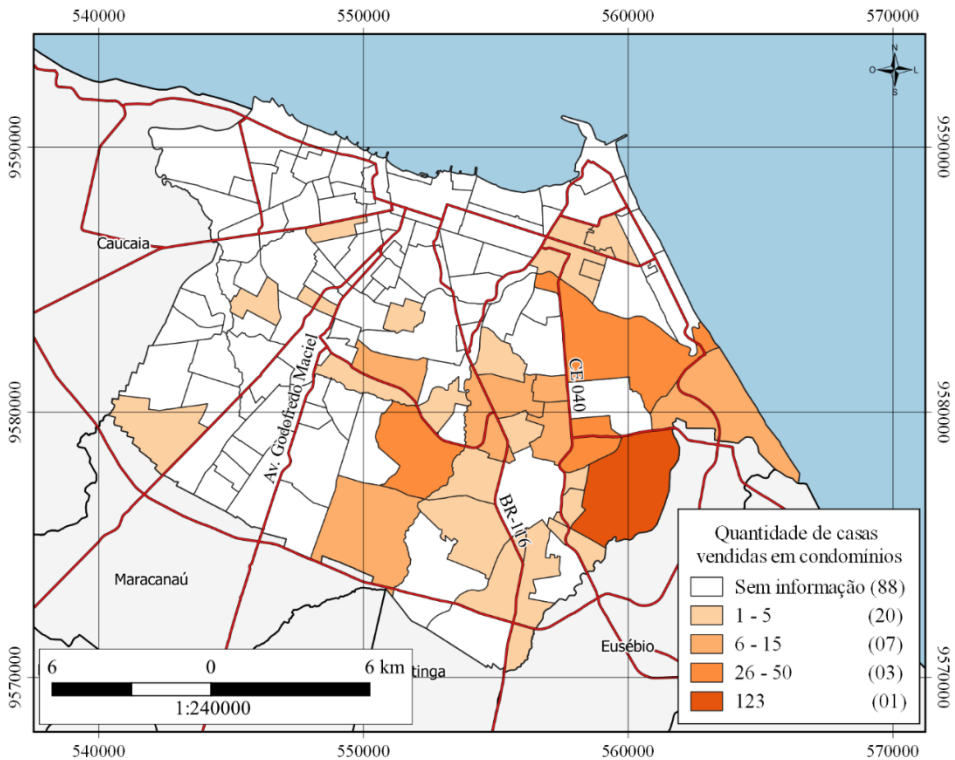 540000 550000 560000 570000
N
O L
S
9590000 9590000
Caucaia
Av. Godofredo Maciel
CE 040
9580000 9580000
BR-116
Maracanaú
Eusébio
tinga
9570000 9570000
Quantidade de casas
vendidas em condomínios
Sem informação (88)
1 - 5 (20)
6 - 15 (07)
26 - 50 (03)
123 (01)
6 0 6 km
1:240000
540000 550000 560000 570000